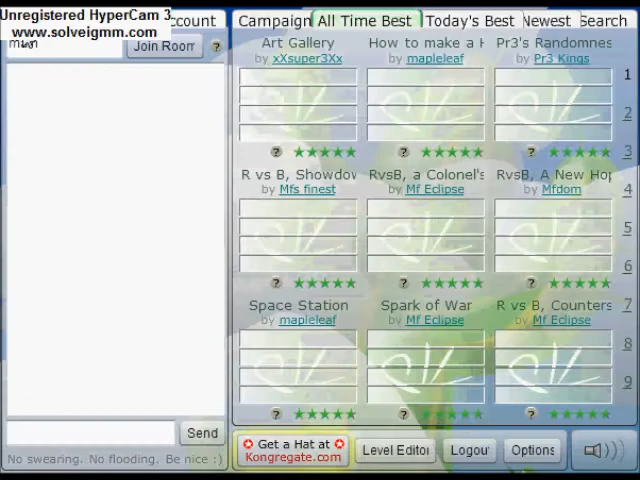 Unregistered HyperCam 3
www.solveigmm.com
ccount
Campaign
All Time Best
Today's Best
Newest
Search
main
Join Room
?
Art Gallery
How to make a H
Pr3's Randomnes
by xXsuper3Xx
by mapleleaf
by Pr3 Kings
1
2
3
4
5
6
7
8
9
? ★★★★★
? ★★★★★
? ★★★★★
R vs B, Showdow
RvsB, a Colonel's
RvsB, A New Hop
by Mfs finest
by Mf Eclipse
by Mfdom
? ★★★★★
? ★★★★★
? ★★★★★
Space Station
Spark of War
R vs B, Counters
by mapleleaf
by Mf Eclipse
by Mf Eclipse
? ★★★★★
? ★★★★★
? ★★★★★
Send
No swearing. No flooding. Be nice :)
Get a Hat at
Kongregate.com
Level Editor
Logout
Options